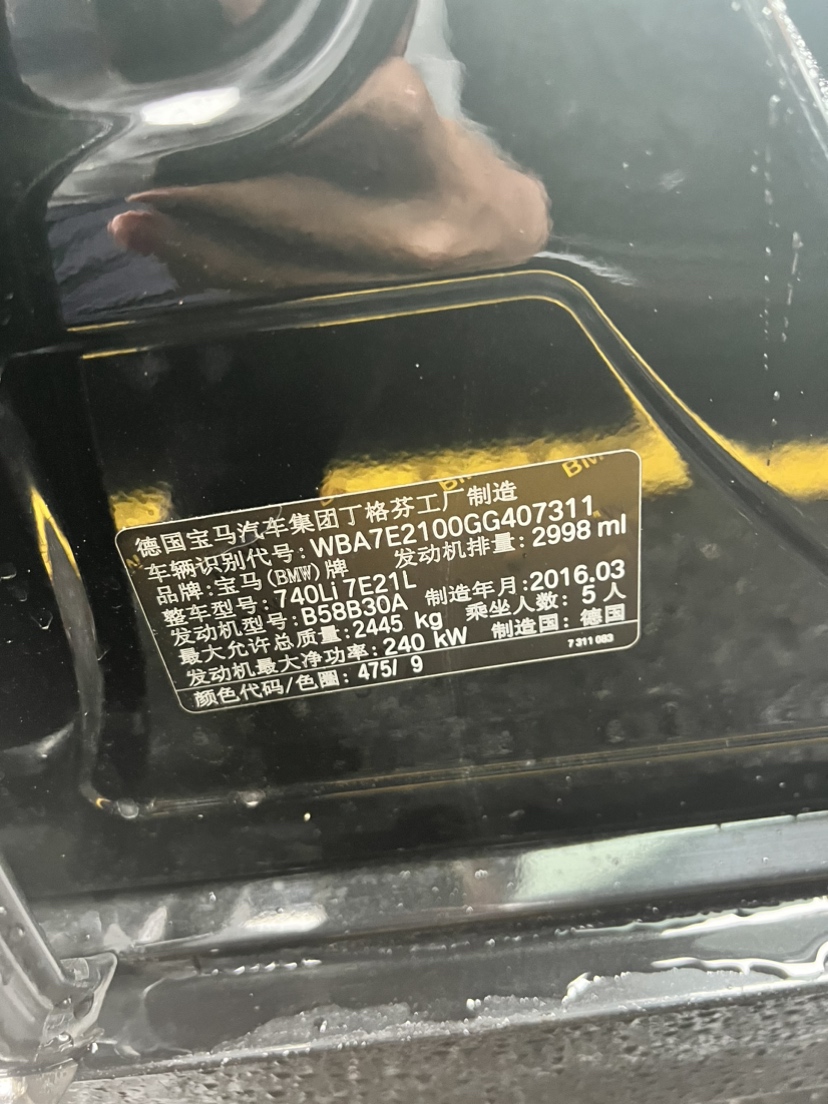 德国宝马汽车集团丁格芬工厂制造
车辆识别代号: WBA7E2100GG407311
品牌: 宝马(BMW)牌 发动机排量: 2998 ml
整车型号: 740Li 7E21L
发动机型号: B58B30A 制造年月: 2016.03
最大允许总质量: 2445 kg 乘坐人数: 5 人
发动机最大净功率: 240 kW 制造国: 德国
颜色代码/色圈: 475/ 9 7 311 083